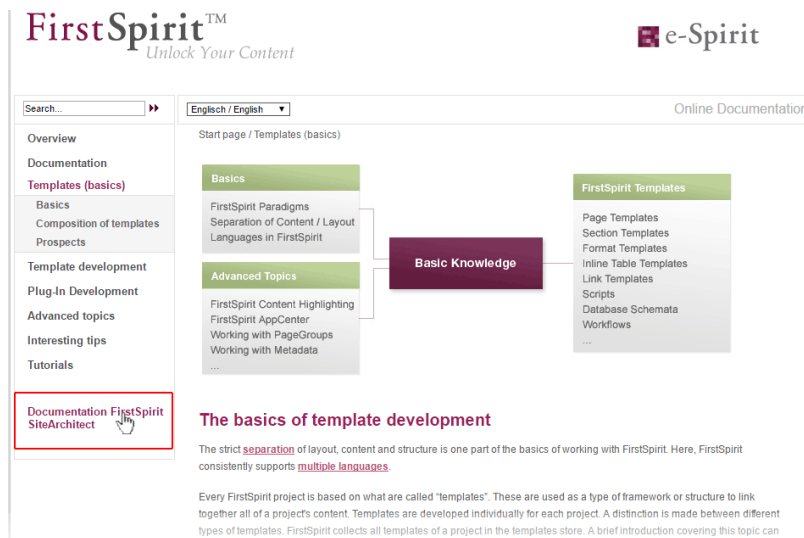 FirstSpirit™
Unlock Your Content
e-Spirit
Search...
Englisch / English
Online Documentation
Overview
Documentation
Templates (basics)
Basics
Composition of templates
Prospects
Template development
Plug-In Development
Advanced topics
Interesting tips
Tutorials
Documentation FirstSpirit
SiteArchitect
Start page / Templates (basics)
Basics
FirstSpirit Paradigms
Separation of Content / Layout
Languages in FirstSpirit
Advanced Topics
FirstSpirit Content Highlighting
FirstSpirit AppCenter
Working with PageGroups
Working with Metadata
...
Basic Knowledge
FirstSpirit Templates
Page Templates
Section Templates
Format Templates
Inline Table Templates
Link Templates
Scripts
Database Schemata
Workflows
...
The basics of template development
The strict separation of layout, content and structure is one part of the basics of working with FirstSpirit. Here, FirstSpirit
consistently supports multiple languages.
Every FirstSpirit project is based on what are called “templates”. These are used as a type of framework or structure to link
together all of a project's content. Templates are developed individually for each project. A distinction is made between different
types of templates. FirstSpirit collects all templates of a project in the templates store. A brief introduction covering this topic can